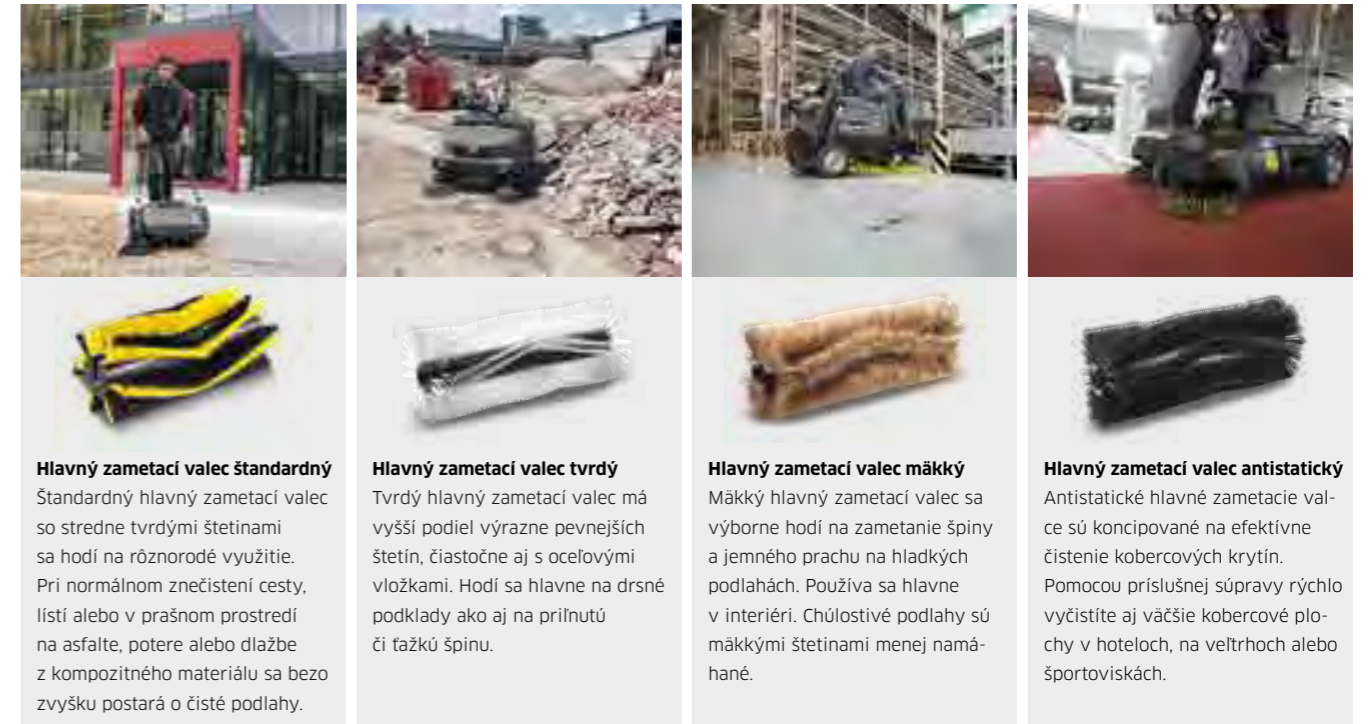 Hlavný zametací valec štandardný
Štandardný hlavný zametací valec
so stredne tvrdými štetinami
sa hodí na rôznorodé využitie.
Pri normálnom znečistení cesty,
lístí alebo v prašnom prostredí
na asfalte, potere alebo dlažbe
z kompozitného materiálu sa bezo
zvyšku postará o čisté podlahy.
Hlavný zametací valec tvrdý
Tvrdý hlavný zametací valec má
vyšší podiel výrazne pevnejších
štetín, čiastočne aj s oceľovými
vložkami. Hodí sa hlavne na drsné
podklady ako aj na priľnutú
či ťažkú špinu.
Hlavný zametací valec mäkký
Mäkký hlavný zametací valec sa
výborne hodí na zametanie špiny
a jemného prachu na hladkých
podlahách. Používa sa hlavne
v interiéri. Chúlostivé podlahy sú
mäkkými štetinami menej namá-
hané.
Hlavný zametací valec antistatický
Antistatické hlavné zametacie val-
ce sú koncipované na efektívne
čistenie kobercových krytín.
Pomocou príslušnej súpravy rýchlo
vyčistíte aj väčšie kobercové plo-
chy v hoteloch, na veľtrhoch alebo
športoviskách.